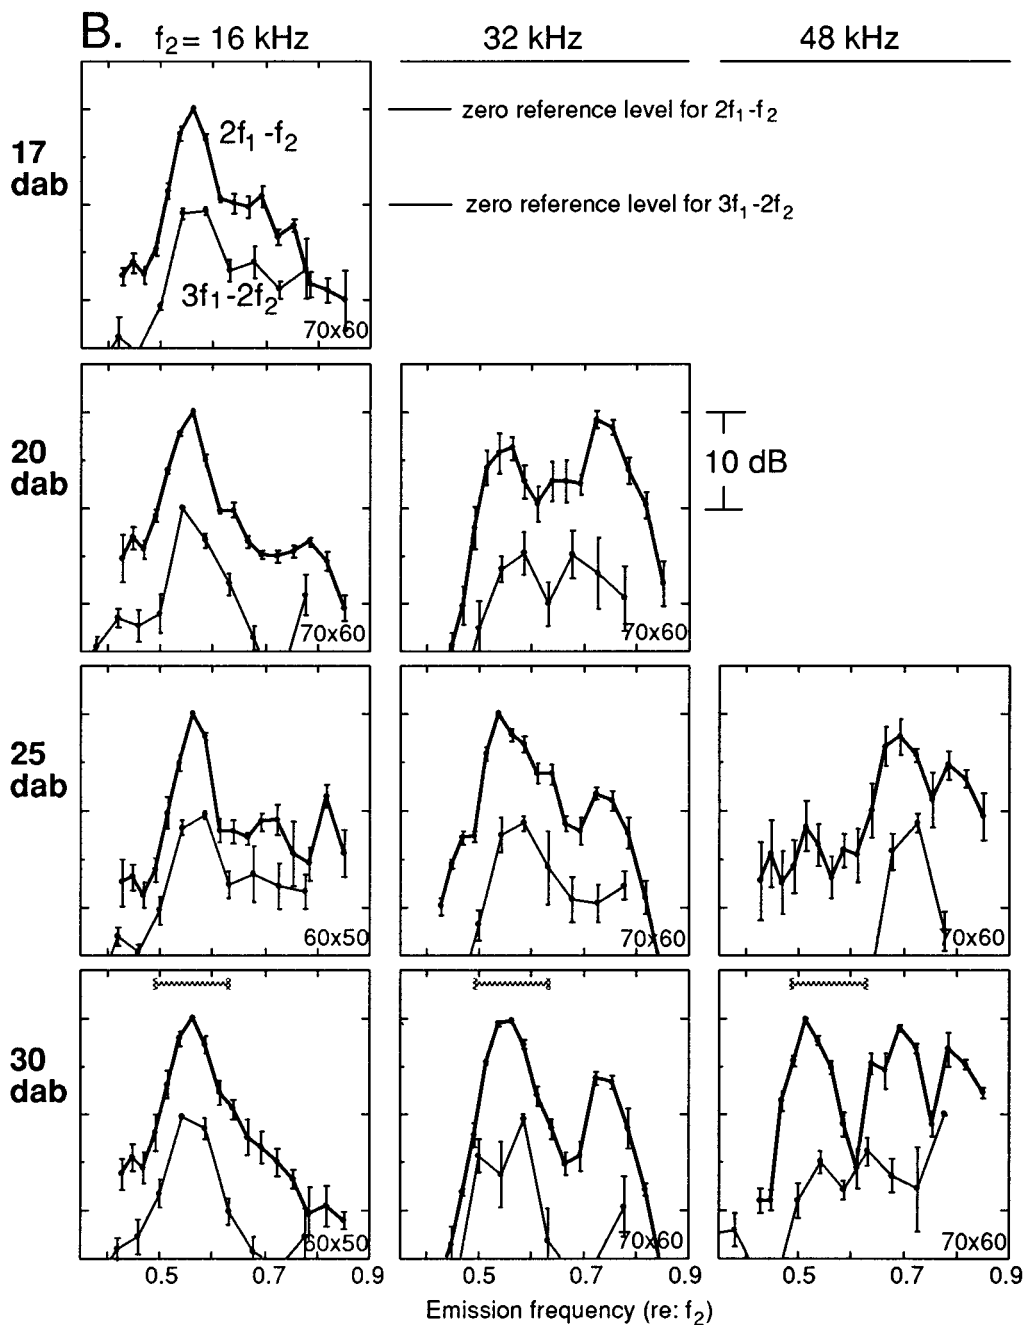 B. f2 = 16 kHz 32 kHz 48 kHz
17 dab
2f1 -f2
3f1 -2f2
70x60
zero reference level for 2f1 -f2
zero reference level for 3f1 -2f2
20 dab
70x60
70x60
10 dB
25 dab
60x50
70x60
70x60
30 dab
60x50
70x60
70x60
0.5 0.7 0.9 0.5 0.7 0.9 0.5 0.7 0.9
Emission frequency (re: f2)